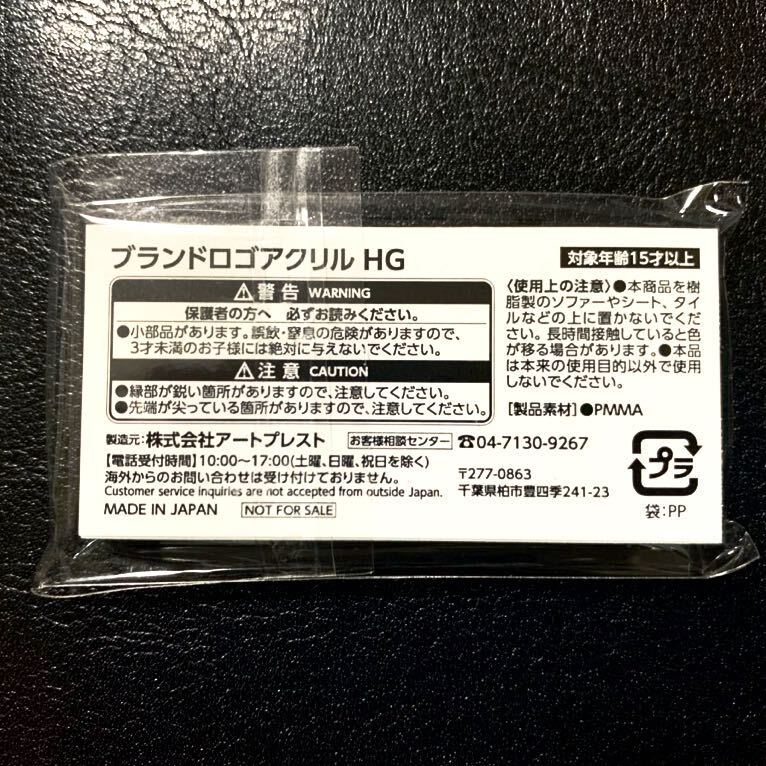 ブランドロゴアクリル HG
対象年齢15才以上
⚠警告 WARNING
保護者の方へ 必ずお読みください。
●小部品があります。誤飲・窒息の危険がありますので、
3才未満のお子様には絶対に与えないでください。
⚠注意 CAUTION
●縁部が鋭い箇所がありますので、注意してください。
●先端が尖っている箇所がありますので、注意してください。
〈使用上の注意〉●本商品を樹
脂製のソファーやシート、タイ
ルなどの上に置かないでくださ
い。長時間接触していると色
が移る場合があります。●本品
は本来の使用目的以外で使用
しないでください。
[製品素材]●PMMA
製造元:株式会社アートプレスト
お客様相談センター ☎04-7130-9267
【電話受付時間】10:00〜17:00(土曜、日曜、祝日を除く)
海外からのお問い合わせは受け付けておりません。
Customer service inquiries are not accepted from outside Japan.
〒277-0863
千葉県柏市豊四季241-23
MADE IN JAPAN NOT FOR SALE
プラ
袋:PP